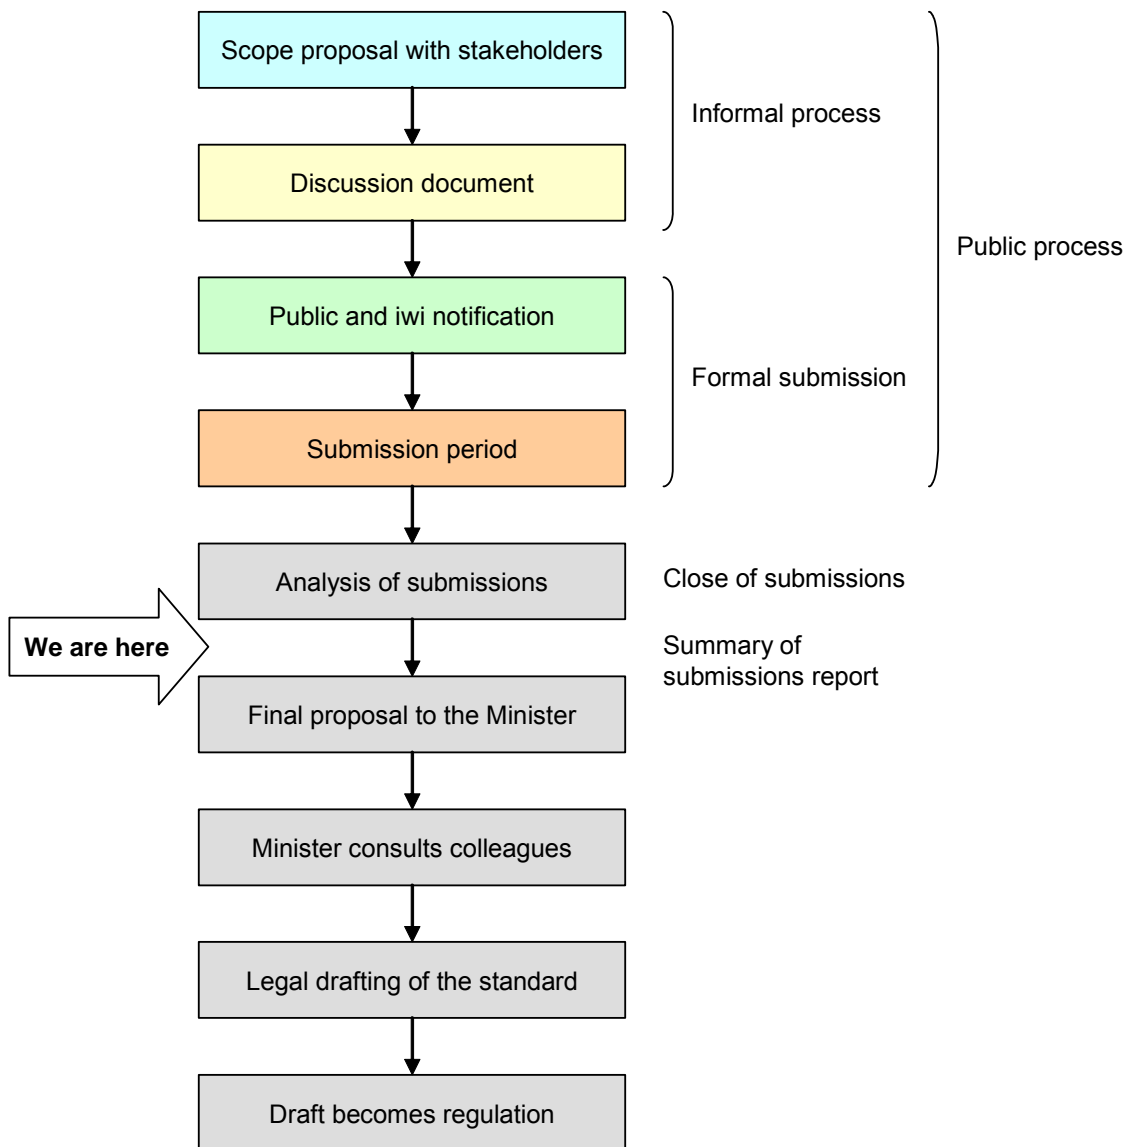 Scope proposal with stakeholders
Informal process
Discussion document
Public process
Public and iwi notification
Formal submission
Submission period
Analysis of submissions
Close of submissions
We are here
Summary of
submissions report
Final proposal to the Minister
Minister consults colleagues
Legal drafting of the standard
Draft becomes regulation